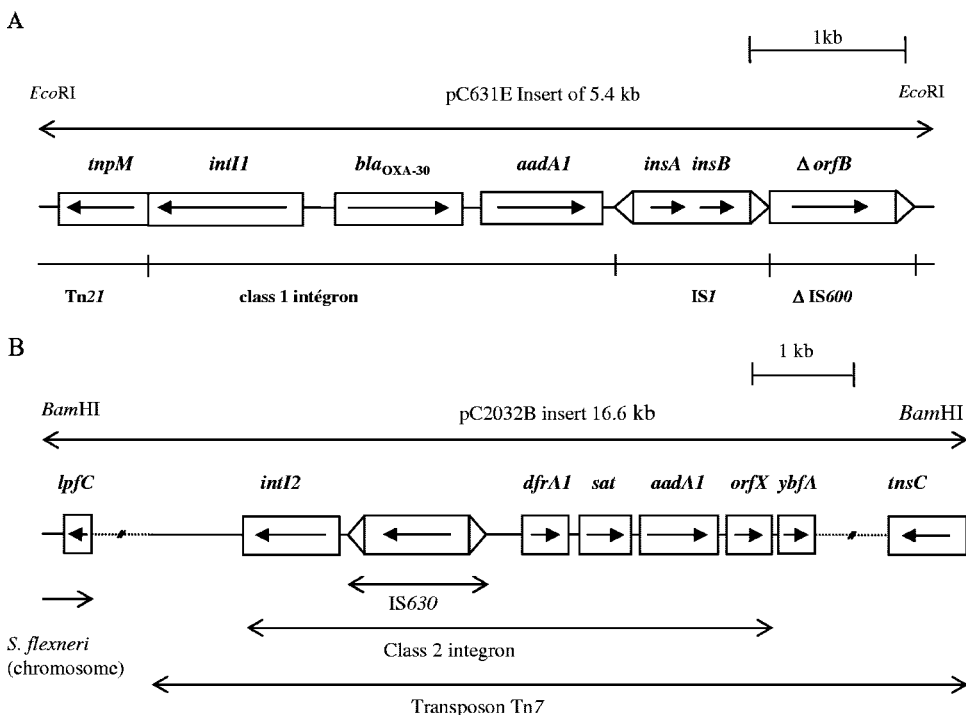 A
1kb
EcoRI
pC631E Insert of 5.4 kb
EcoRI
tnpM intI1 blaOXA-30 aadA1 insA insB Δ orfB
Tn21 class 1 intégron IS1 Δ IS600
B
1 kb
BamHI
pC2032B insert 16.6 kb
BamHI
lpfC intI2 dfrA1 sat aadA1 orfX ybfA tnsC
IS630
S. flexneri
(chromosome)
Class 2 integron
Transposon Tn7